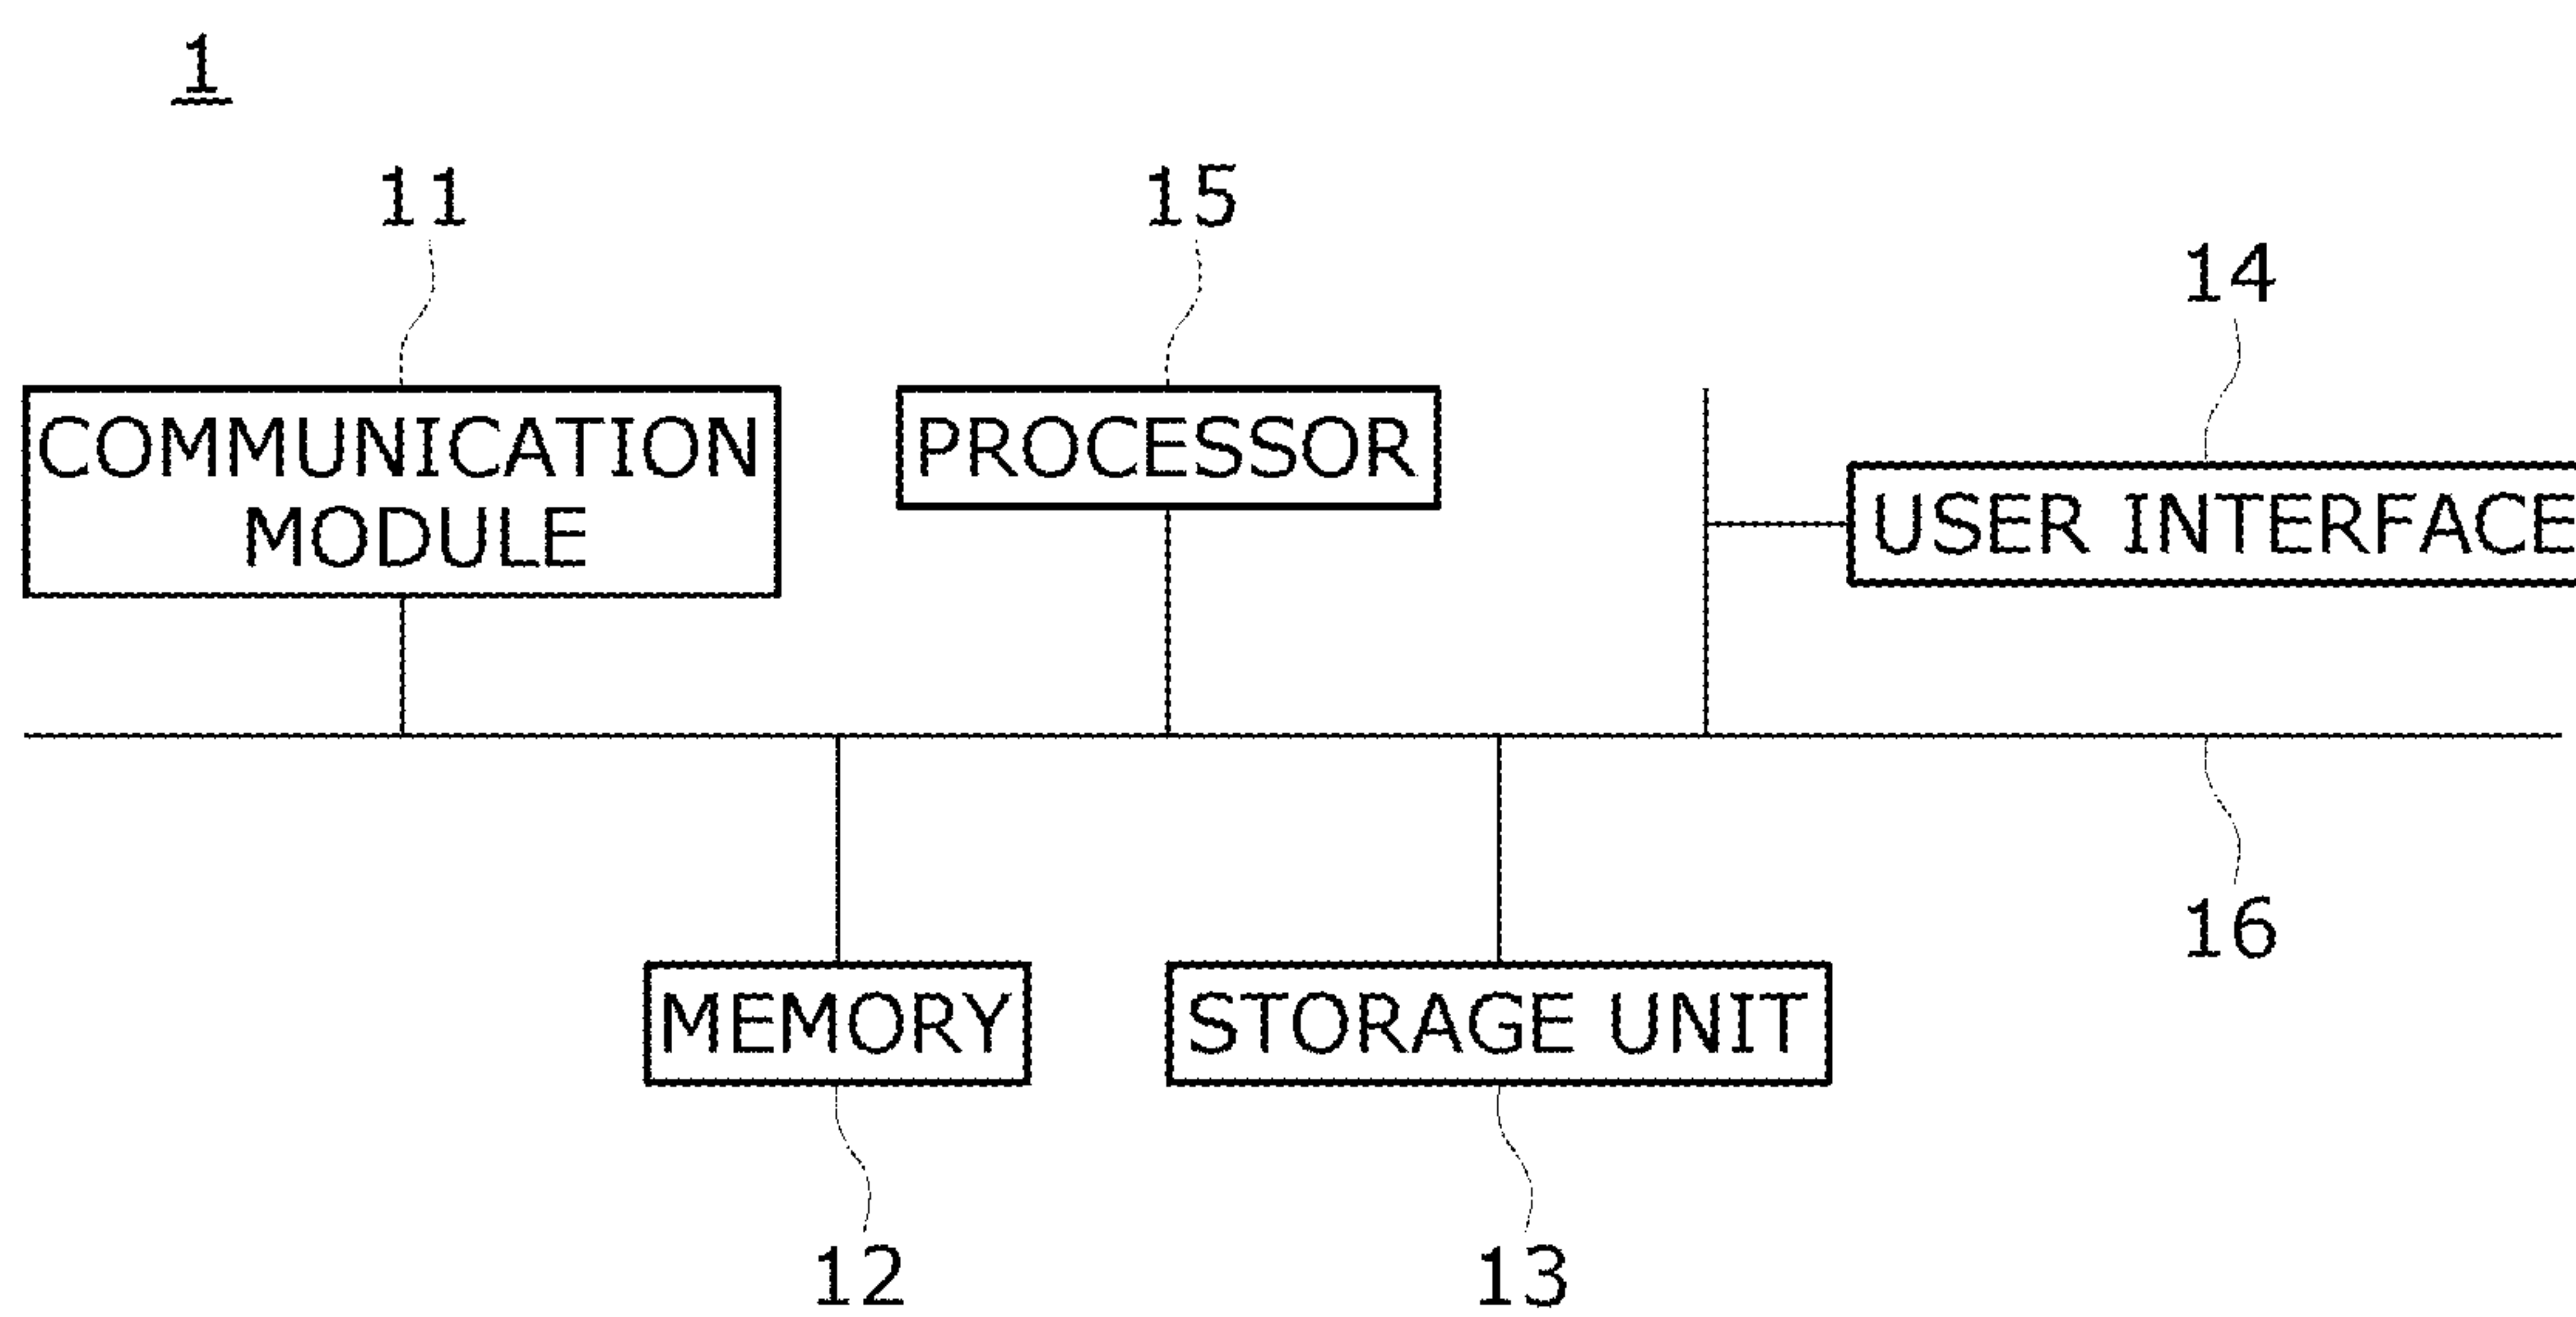 1
11
15
14
COMMUNICATION
MODULE
PROCESSOR
USER INTERFACE
16
MEMORY
STORAGE UNIT
12
13